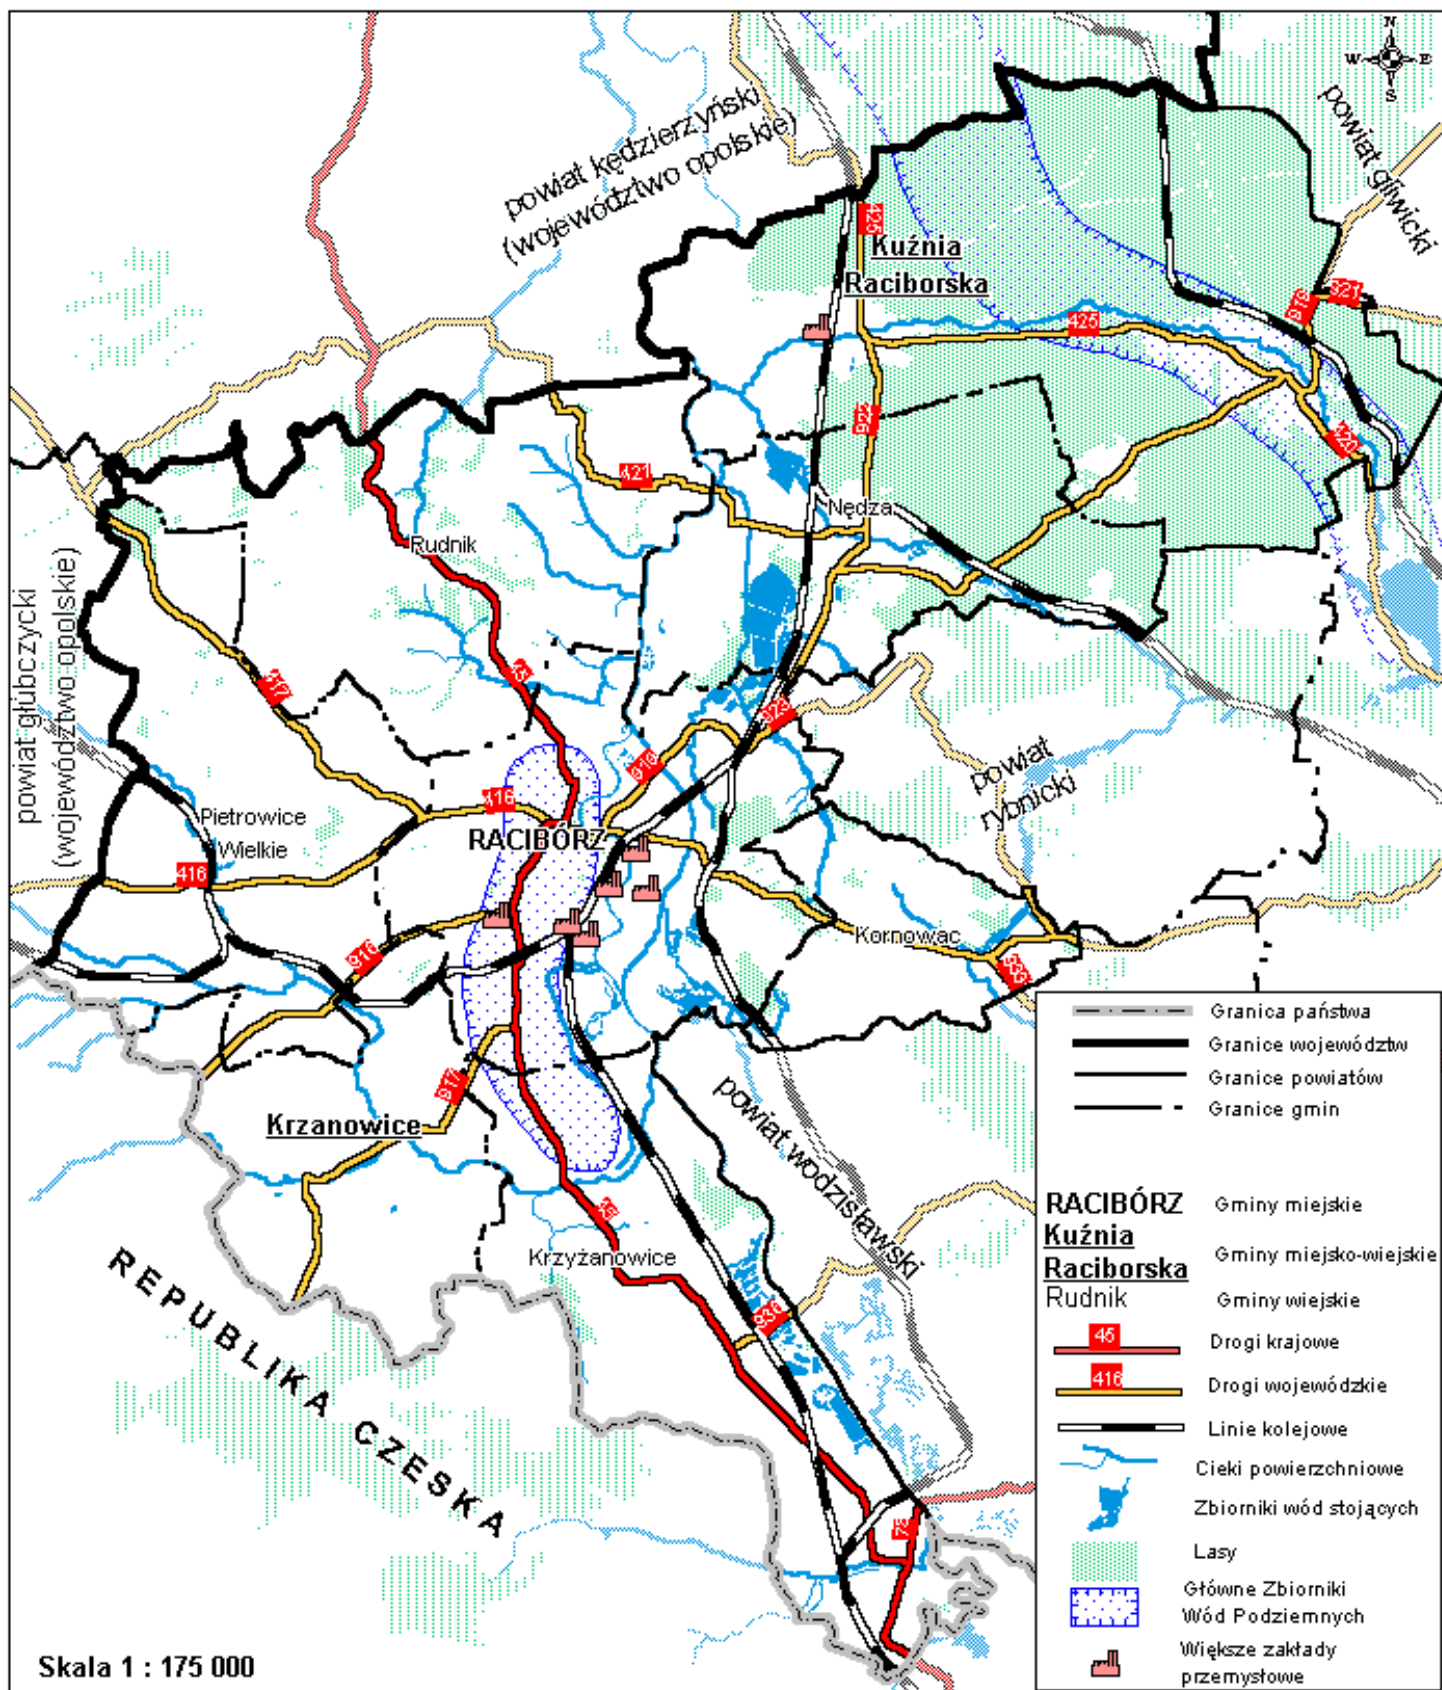 N
W E
S
powiat kędzierzyński
(województwo opolskie)
powiat gliwicki
425
Kuźnia
Raciborska
921
919
425
922
420
421
Nędza
Rudnik
powiat głubczycki
(województwo opolskie)
45
417
923
919
powiat
rybnicki
416
Pietrowice
Wielkie
RACIBÓRZ
416
Kornowac
916
933
917
Krzanowice
powiat wodzisławski
45
Krzyżanowice
936
REPUBLIKA CZESKA
78
Granica państwa
Granice województw
Granice powiatów
Granice gmin
RACIBÓRZ Gminy miejskie
Kuźnia
Raciborska Gminy miejsko-wiejskie
Rudnik Gminy wiejskie
45 Drogi krajowe
416 Drogi wojewódzkie
Linie kolejowe
Cieki powierzchniowe
Zbiorniki wód stojących
Lasy
Główne Zbiorniki
Wód Podziemnych
Większe zakłady
przemysłowe
Skala 1 : 175 000